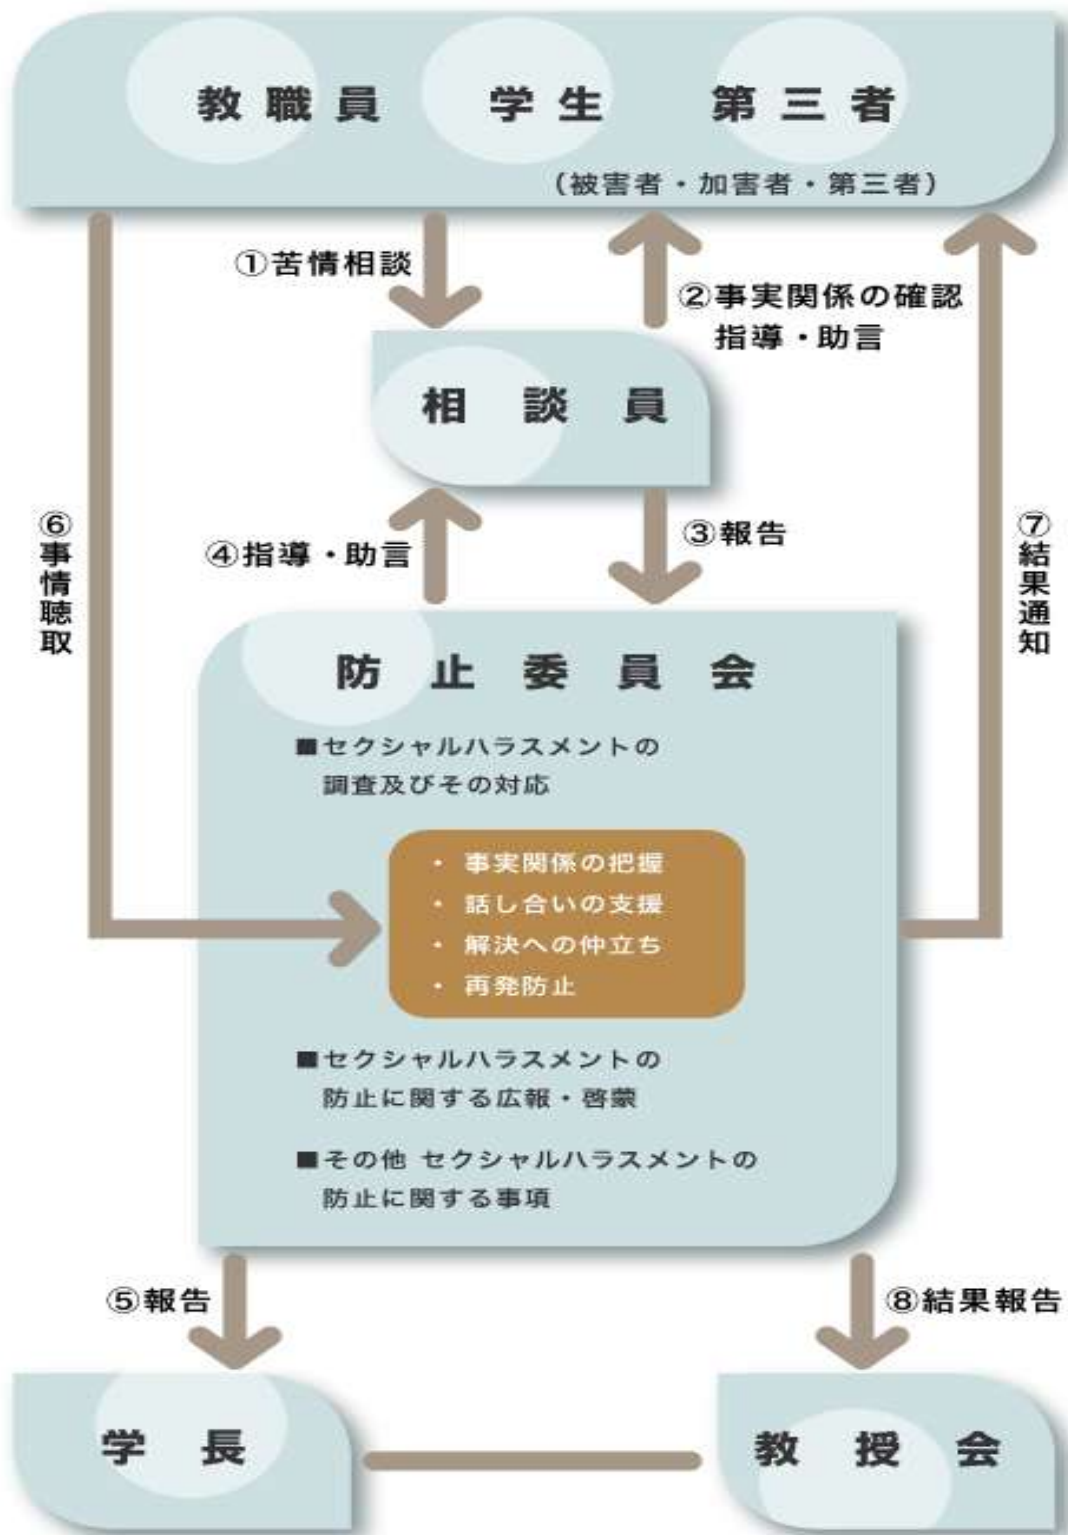 教職員 学生 第三者
(被害者・加害者・第三者)
①苦情相談
②事実関係の確認
指導・助言
相談員
③報告
④指導・助言
⑥事情聴取
⑦結果通知
防止委員会
■セクシャルハラスメントの
調査及びその対応
・ 事実関係の把握
・ 話し合いの支援
・ 解決への仲立ち
・ 再発防止
■セクシャルハラスメントの
防止に関する広報・啓蒙
■その他 セクシャルハラスメントの
防止に関する事項
⑤報告
⑧結果報告
学長
教授会